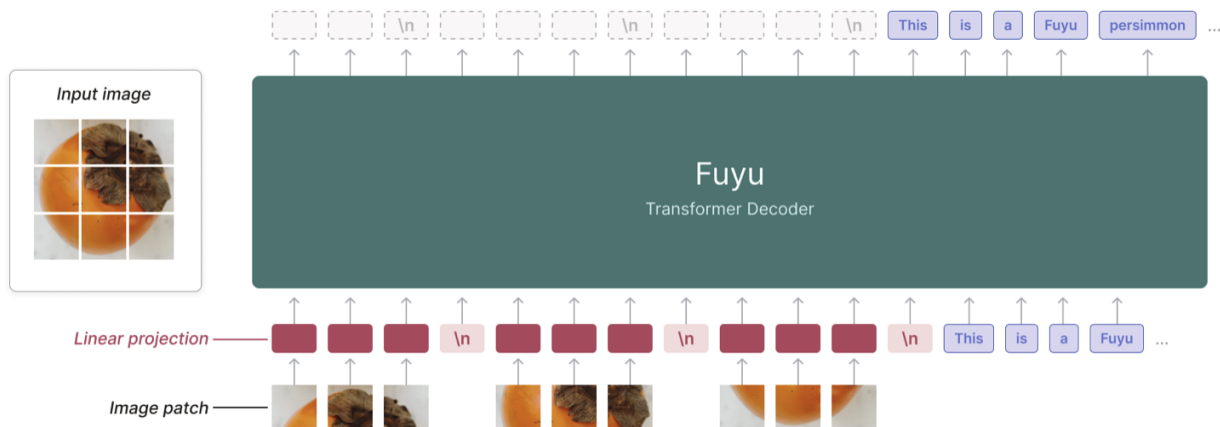 \n \n \n This is a Fuyu persimmon ...
Input image
Fuyu
Transformer Decoder
Linear projection
\n \n \n This is a Fuyu ...
Image patch